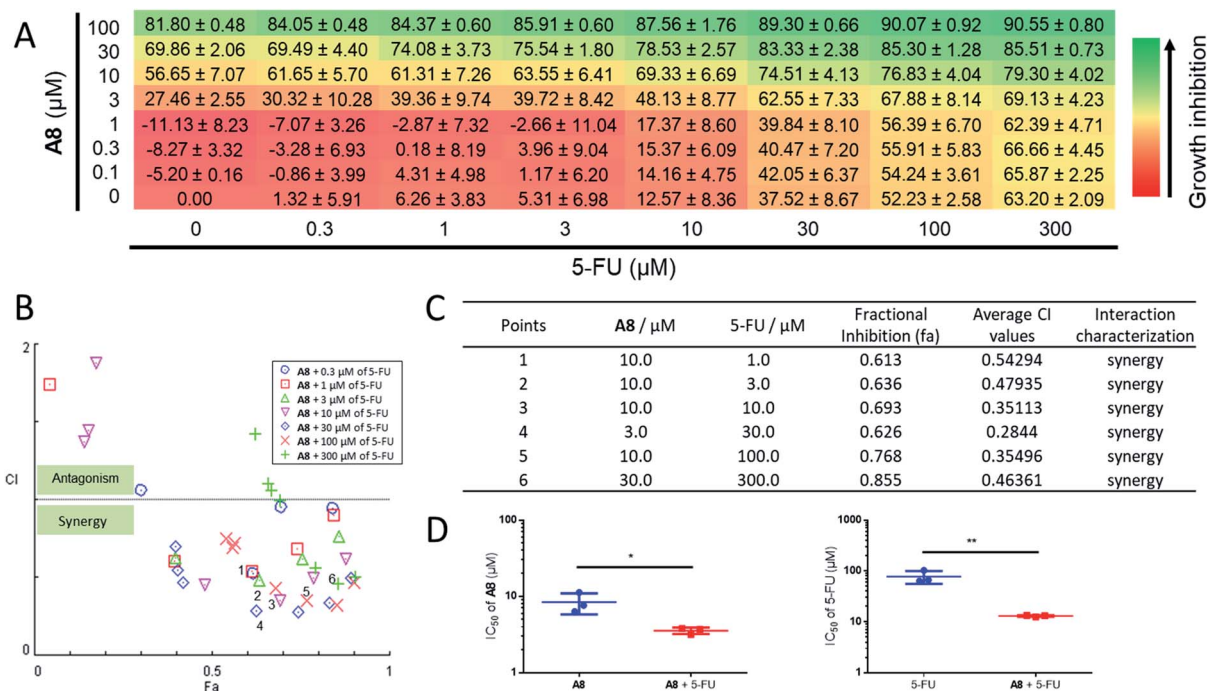 A
A8
(µM)
100 81.80 ± 0.48 84.05 ± 0.48 84.37 ± 0.60 85.91 ± 0.60 87.56 ± 1.76 89.30 ± 0.66 90.07 ± 0.92 90.55 ± 0.80
30 69.86 ± 2.06 69.49 ± 4.40 74.08 ± 3.73 75.54 ± 1.80 78.53 ± 2.57 83.33 ± 2.38 85.30 ± 1.28 85.51 ± 0.73
10 56.65 ± 7.07 61.65 ± 5.70 61.31 ± 7.26 63.55 ± 6.41 69.33 ± 6.69 74.51 ± 4.13 76.83 ± 4.04 79.30 ± 4.02
3 27.46 ± 2.55 30.32 ± 10.28 39.36 ± 9.74 39.72 ± 8.42 48.13 ± 8.77 62.55 ± 7.33 67.88 ± 8.14 69.13 ± 4.23
1 -11.13 ± 8.23 -7.07 ± 3.26 -2.87 ± 7.32 -2.66 ± 11.04 17.37 ± 8.60 39.84 ± 8.10 56.39 ± 6.70 62.39 ± 4.71
0.3 -8.27 ± 3.32 -3.28 ± 6.93 0.18 ± 8.19 3.96 ± 9.04 15.37 ± 6.09 40.47 ± 7.20 55.91 ± 5.83 66.66 ± 4.45
0.1 -5.20 ± 0.16 -0.86 ± 3.99 4.31 ± 4.98 1.17 ± 6.20 14.16 ± 4.75 42.05 ± 6.37 54.24 ± 3.61 65.87 ± 2.25
0 0.00 1.32 ± 5.91 6.26 ± 3.83 5.31 ± 6.98 12.57 ± 8.36 37.52 ± 8.67 52.23 ± 2.58 63.20 ± 2.09
0 0.3 1 3 10 30 100 300
5-FU (µM)
Growth inhibition
B
2
CI
0
0 0.5 1
Fa
Antagonism
Synergy
A8 + 0.3 µM of 5-FU
A8 + 1 µM of 5-FU
A8 + 3 µM of 5-FU
A8 + 10 µM of 5-FU
A8 + 30 µM of 5-FU
A8 + 100 µM of 5-FU
A8 + 300 µM of 5-FU
1
2
3
4
5
6
C
Points A8 / µM 5-FU / µM Fractional Inhibition (fa) Average CI values Interaction characterization
1 10.0 1.0 0.613 0.54294 synergy
2 10.0 3.0 0.636 0.47935 synergy
3 10.0 10.0 0.693 0.35113 synergy
4 3.0 30.0 0.626 0.2844 synergy
5 10.0 100.0 0.768 0.35496 synergy
6 30.0 300.0 0.855 0.46361 synergy
D
IC50 of A8 (µM)
100
10
1
*
A8 A8 + 5-FU
IC50 of 5-FU (µM)
1000
100
10
1
**
5-FU A8 + 5-FU